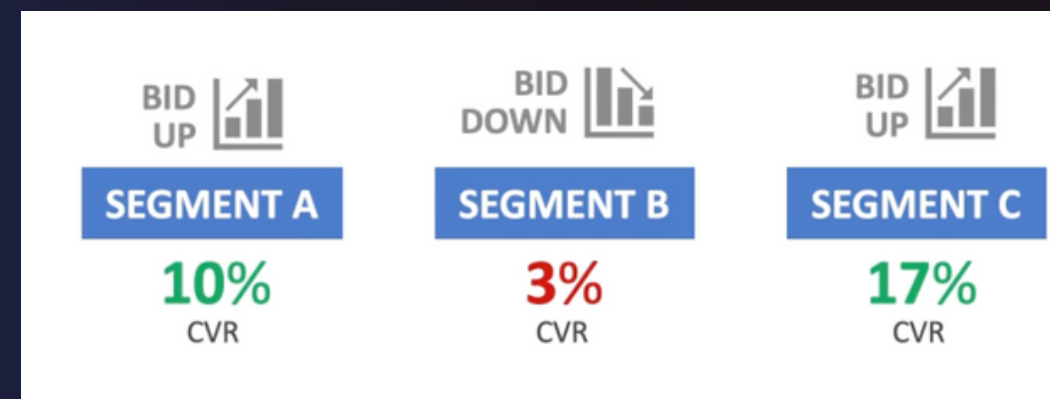 BID
UP
SEGMENT A
10%
CVR
BID
DOWN
SEGMENT B
3%
CVR
BID
UP
SEGMENT C
17%
CVR